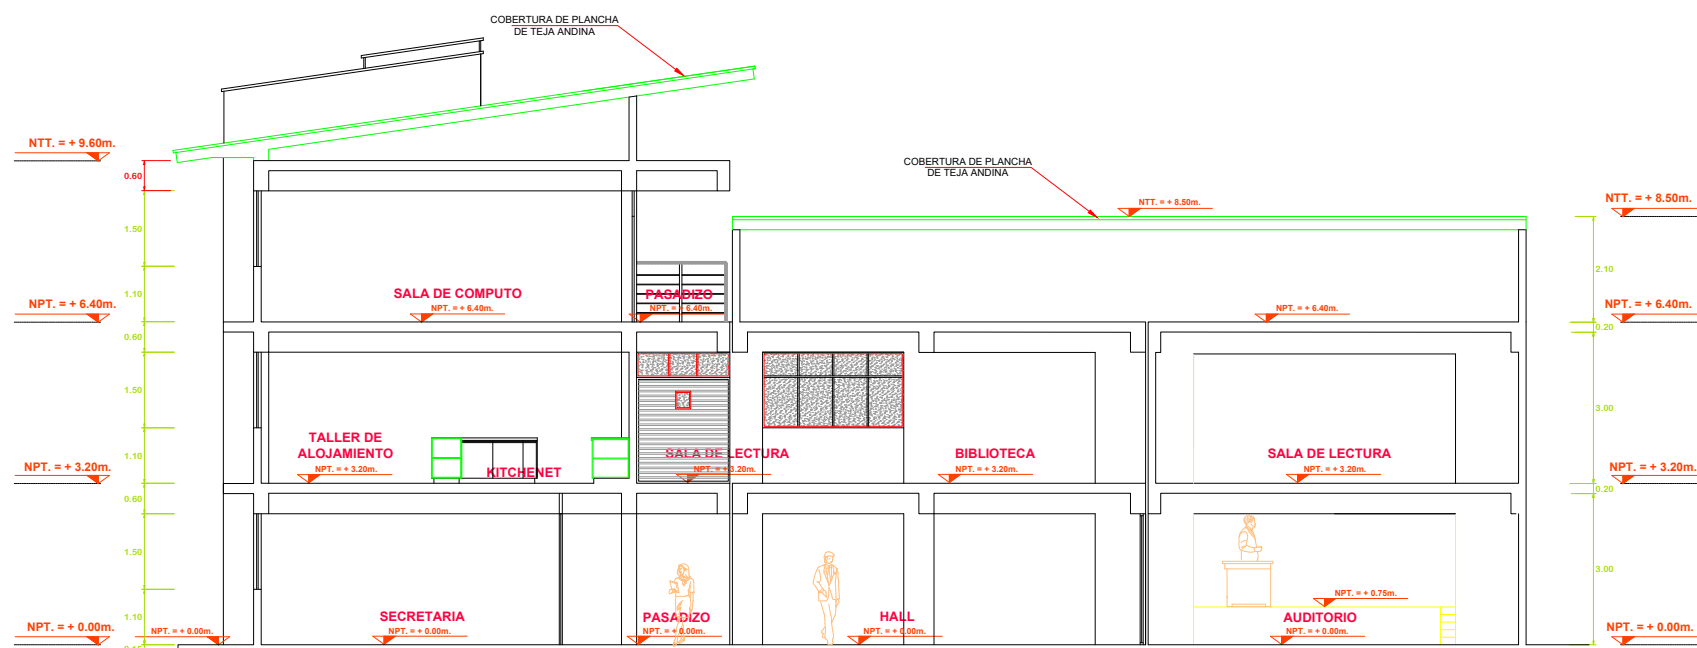 COBERTURA DE PLANCHA
DE TEJA ANDINA
NTT. = + 9.60m.
0.60
COBERTURA DE PLANCHA
DE TEJA ANDINA
NTT. = + 8.50m.
NTT. = + 8.50m.
1.50
2.10
1.10
SALA DE COMPUTO
PASADIZO
NPT. = + 6.40m.
NPT. = + 6.40m.
NPT. = + 6.40m.
NPT. = + 6.40m.
NPT. = + 6.40m.
0.20
0.60
1.50
3.00
TALLER DE
ALOJAMIENTO
1.10
SALA DE LECTURA
BIBLIOTECA
SALA DE LECTURA
KITCHENET
NPT. = + 3.20m.
NPT. = + 3.20m.
NPT. = + 3.20m.
NPT. = + 3.20m.
NPT. = + 3.20m.
NPT. = + 3.20m.
0.20
0.60
1.50
3.00
NPT. = + 0.75m.
1.10
SECRETARIA
PASADIZO
HALL
AUDITORIO
NPT. = + 0.00m.
NPT. = + 0.00m.
NPT. = + 0.00m.
NPT. = + 0.00m.
NPT. = + 0.00m.
NPT. = + 0.00m.
NPT. = + 0.00m.